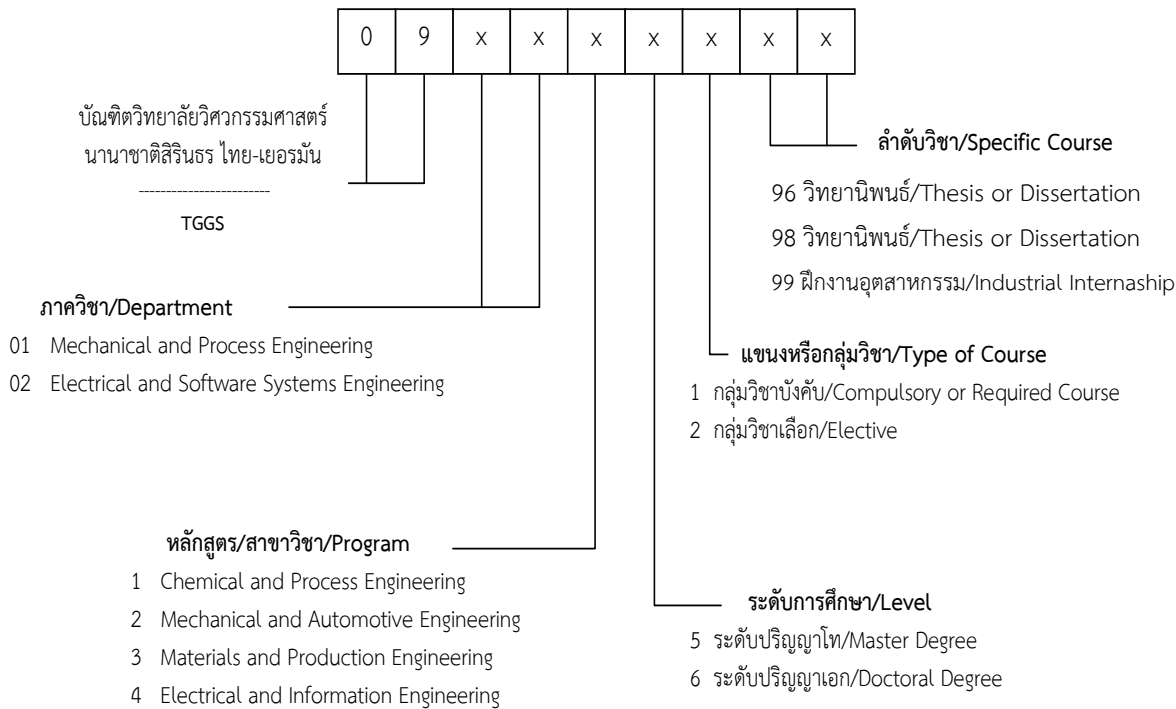 0 9 x x x x x x x
บัณฑิตวิทยาลัยวิศวกรรมศาสตร์
นานาชาติสิรินธร ไทย-เยอรมัน
------------------------
TGGS
ลำดับวิชา/Specific Course
96 วิทยานิพนธ์/Thesis or Dissertation
98 วิทยานิพนธ์/Thesis or Dissertation
99 ฝึกงานอุตสาหกรรม/Industrial Internaship
ภาควิชา/Department
01 Mechanical and Process Engineering
02 Electrical and Software Systems Engineering
แขนงหรือกลุ่มวิชา/Type of Course
1 กลุ่มวิชาบังคับ/Compulsory or Required Course
2 กลุ่มวิชาเลือก/Elective
หลักสูตร/สาขาวิชา/Program
1 Chemical and Process Engineering
2 Mechanical and Automotive Engineering
3 Materials and Production Engineering
4 Electrical and Information Engineering
ระดับการศึกษา/Level
5 ระดับปริญญาโท/Master Degree
6 ระดับปริญญาเอก/Doctoral Degree